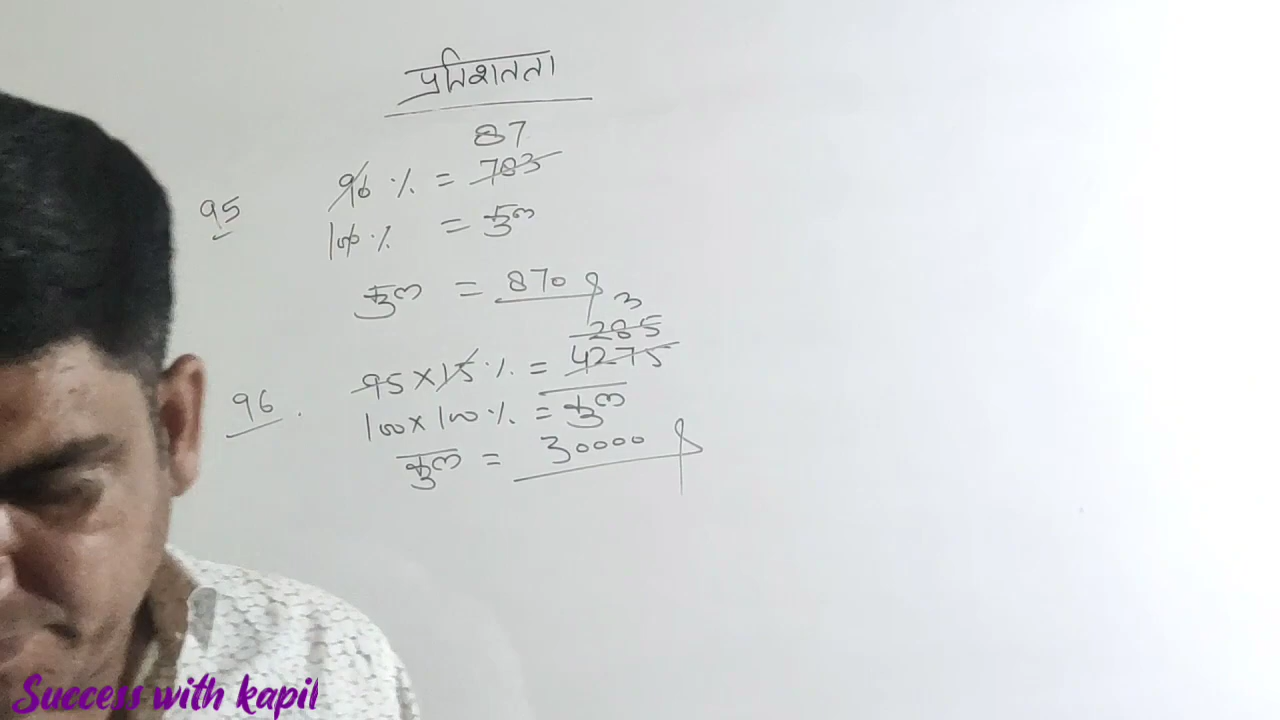 प्रतिशतता
87
95 90 % = 783
100 % = कुल
कुल = 870
3
285
96. 95 × 15 % = 4275
100 × 100 % = कुल
कुल = 30000
Success with kapil